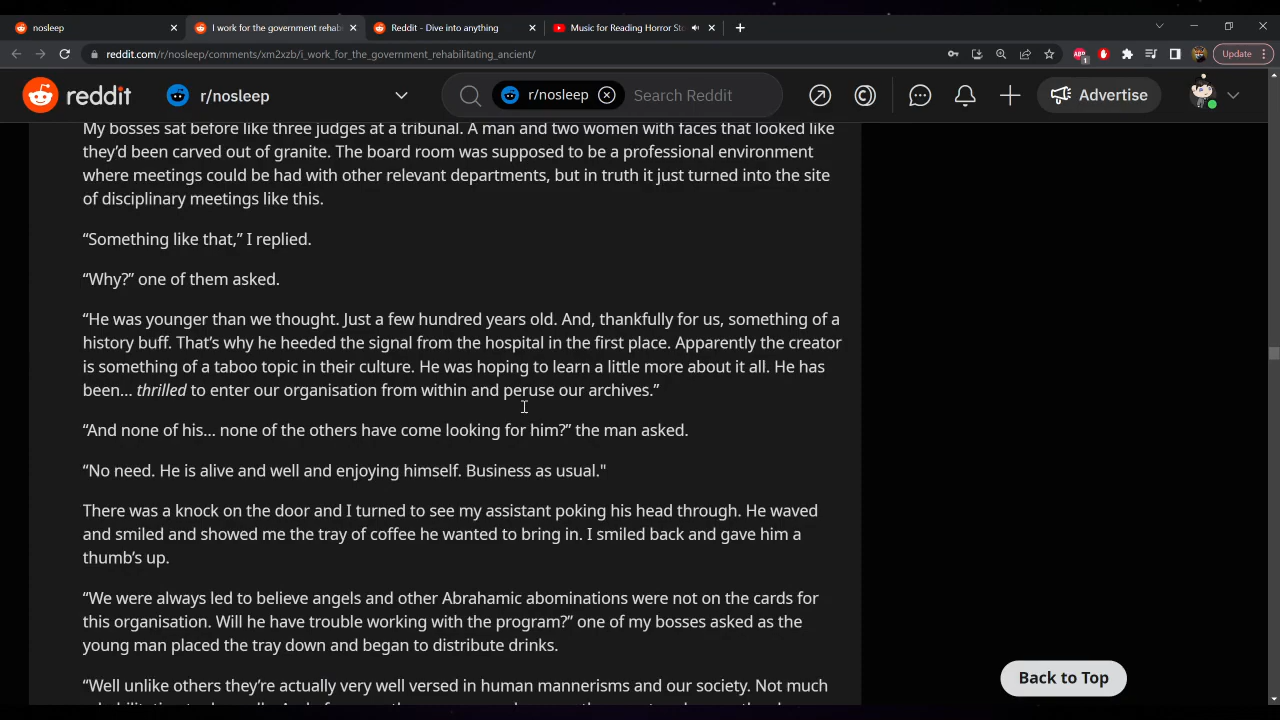 nosleep
I work for the government rehab
Reddit - Dive into anything
Music for Reading Horror Sto
reddit.com/r/nosleep/comments/xm2xzb/i_work_for_the_government_rehabilitating_ancient/
1
Update
reddit
r/nosleep
r/nosleep
Search Reddit
Advertise
My bosses sat before like three judges at a tribunal. A man and two women with faces that looked like
they’d been carved out of granite. The board room was supposed to be a professional environment
where meetings could be had with other relevant departments, but in truth it just turned into the site
of disciplinary meetings like this.
“Something like that,” I replied.
“Why?” one of them asked.
“He was younger than we thought. Just a few hundred years old. And, thankfully for us, something of a
history buff. That’s why he heeded the signal from the hospital in the first place. Apparently the creator
is something of a taboo topic in their culture. He was hoping to learn a little more about it all. He has
been… thrilled to enter our organisation from within and peruse our archives.”
“And none of his… none of the others have come looking for him?” the man asked.
“No need. He is alive and well and enjoying himself. Business as usual."
There was a knock on the door and I turned to see my assistant poking his head through. He waved
and smiled and showed me the tray of coffee he wanted to bring in. I smiled back and gave him a
thumb’s up.
“We were always led to believe angels and other Abrahamic abominations were not on the cards for
this organisation. Will he have trouble working with the program?” one of my bosses asked as the
young man placed the tray down and began to distribute drinks.
“Well unlike others they’re actually very well versed in human mannerisms and our society. Not much
Back to Top